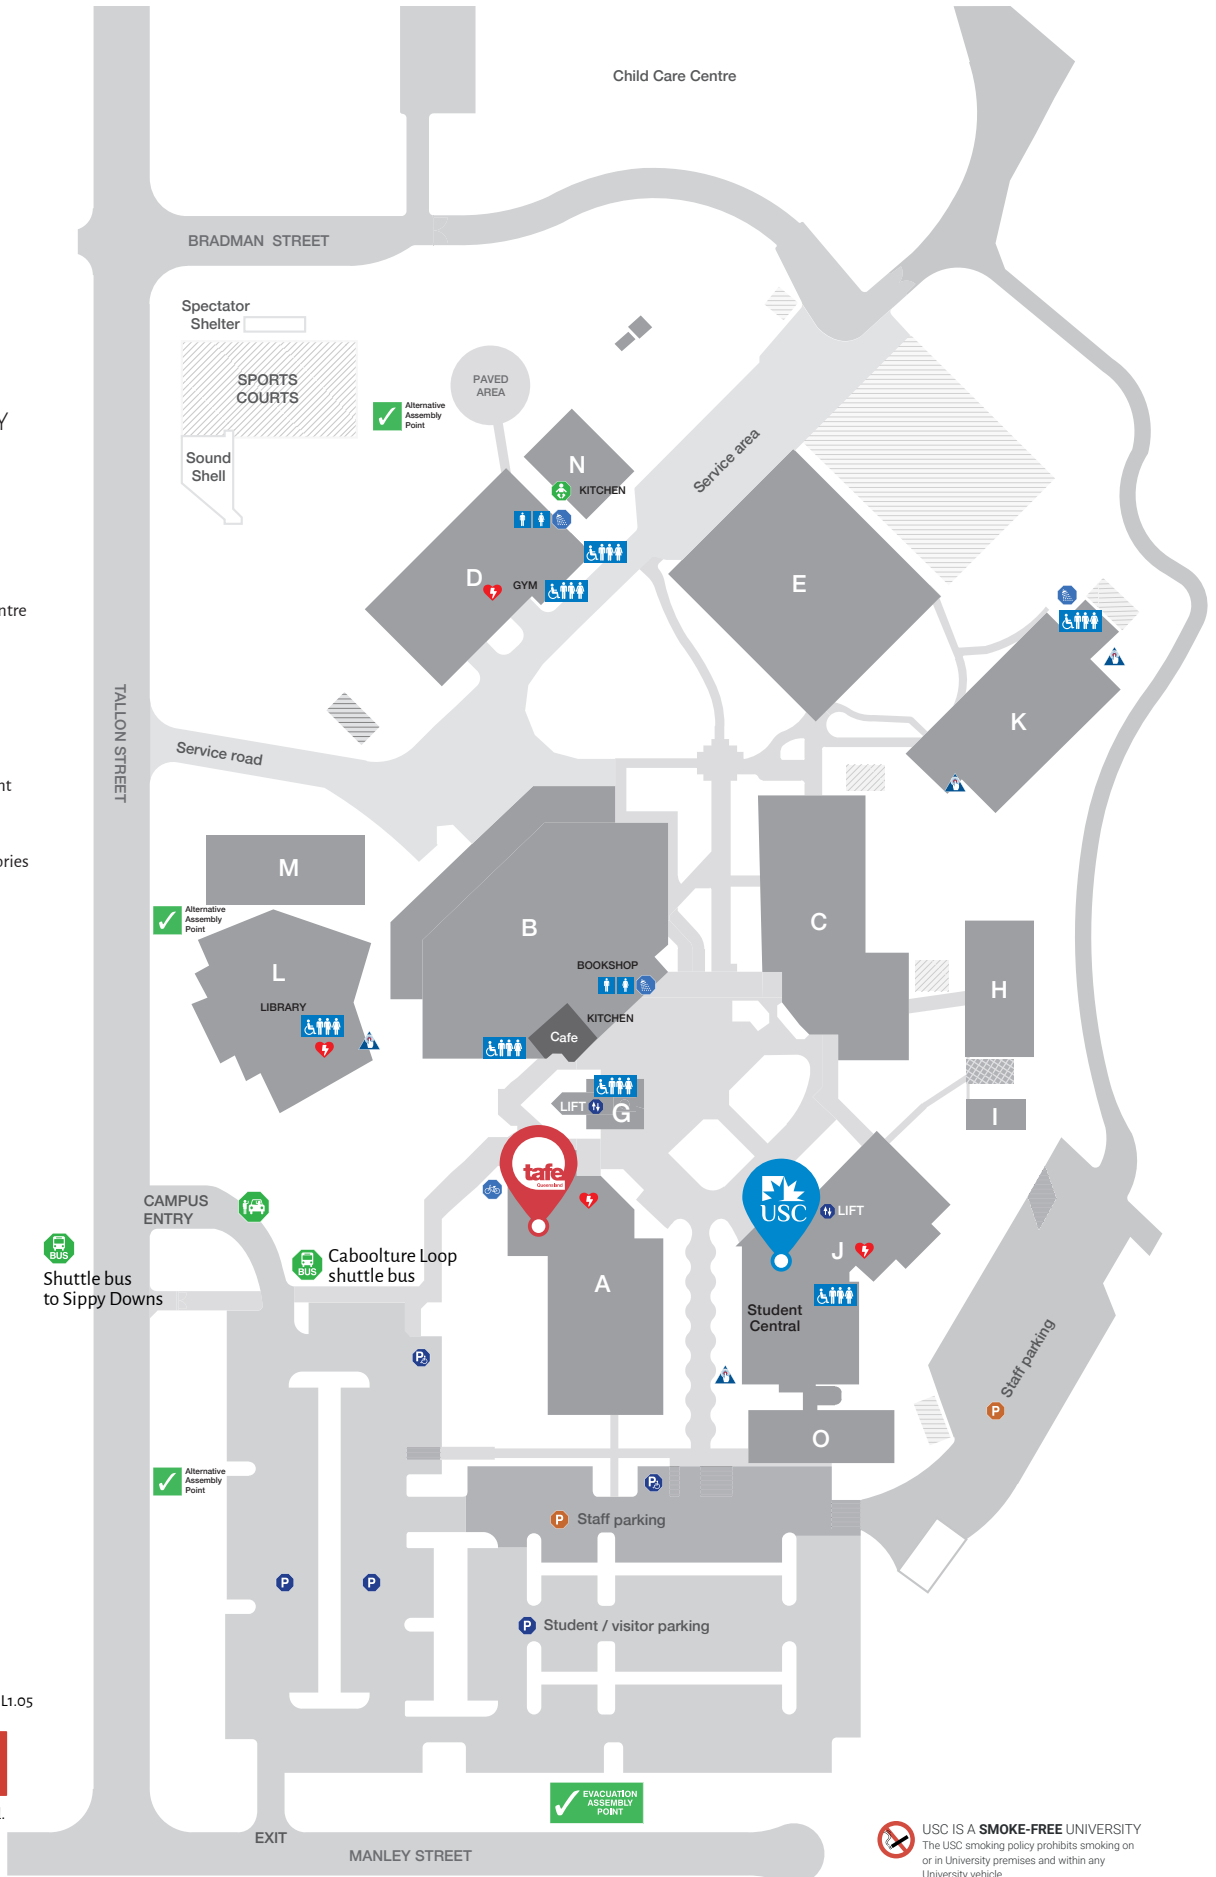 Child Care Centre
BRADMAN STREET
Spectator
Shelter
SPORTS
COURTS
PAVED
AREA
Alternative
Assembly
Point
Y
Sound
Shell
N
KITCHEN
Service area
D
GYM
E
ntre
K
TALLON STREET
Service road
nt
ories
M
Alternative
Assembly
Point
B
C
L
LIBRARY
BOOKSHOP
KITCHEN
Cafe
H
LIFT
G
I
tafe
Queensland
USC
LIFT
CAMPUS
ENTRY
BUS
Shuttle bus
to Sippy Downs
BUS
Caboolture Loop
shuttle bus
J
A
Student
Central
P
Staff parking
P
O
Alternative
Assembly
Point
P
P
Staff parking
P
P
P
Student / visitor parking
L1.05
EVACUATION
ASSEMBLY
POINT
EXIT
MANLEY STREET
USC IS A SMOKE-FREE UNIVERSITY
The USC smoking policy prohibits smoking on
or in University premises and within any
University vehicle